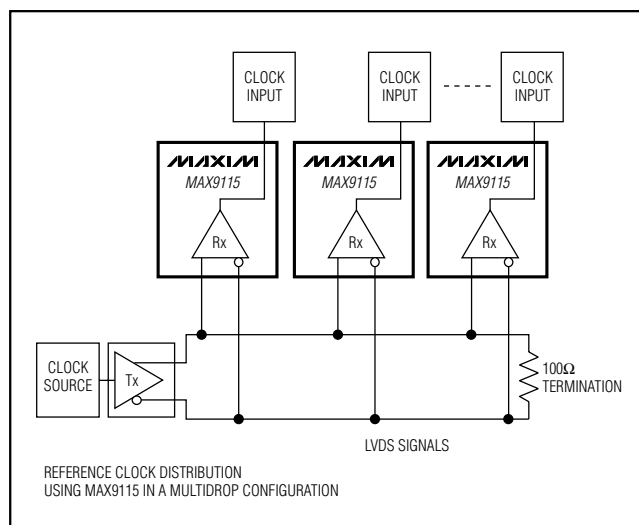 CLOCK
INPUT
CLOCK
INPUT
CLOCK
INPUT
MAXIM
MAX9115
MAXIM
MAX9115
MAXIM
MAX9115
Rx
Rx
Rx
CLOCK
SOURCE
Tx
100Ω
TERMINATION
LVDS SIGNALS
REFERENCE CLOCK DISTRIBUTION
USING MAX9115 IN A MULTIDROP CONFIGURATION